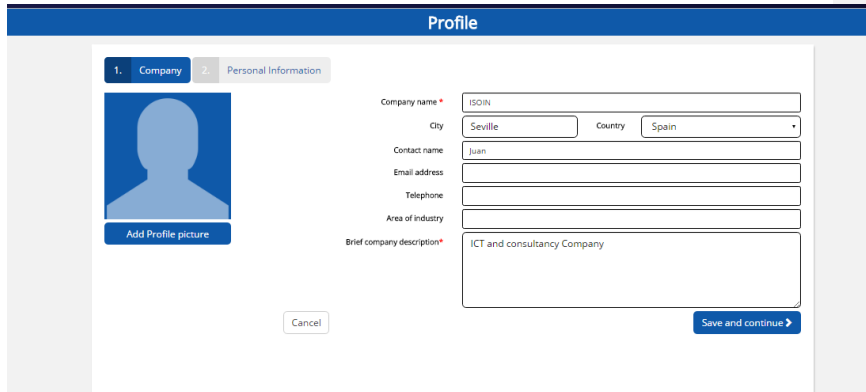 Profile
1. Company 2. Personal Information
Company name * ISOIN
City Seville Country Spain
Contact name Juan
Email address
Telephone
Area of industry
Add Profile picture
Brief company description* ICT and consultancy Company
Cancel Save and continue